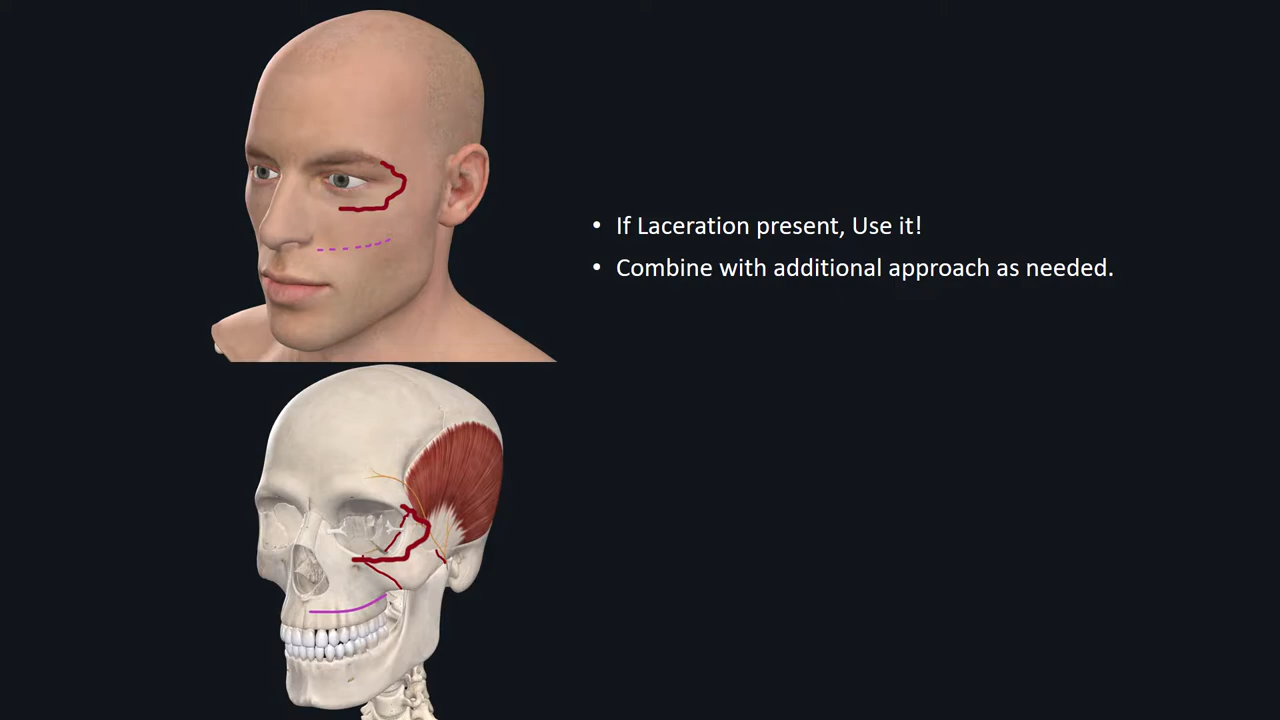 • If Laceration present, Use it!
• Combine with additional approach as needed.